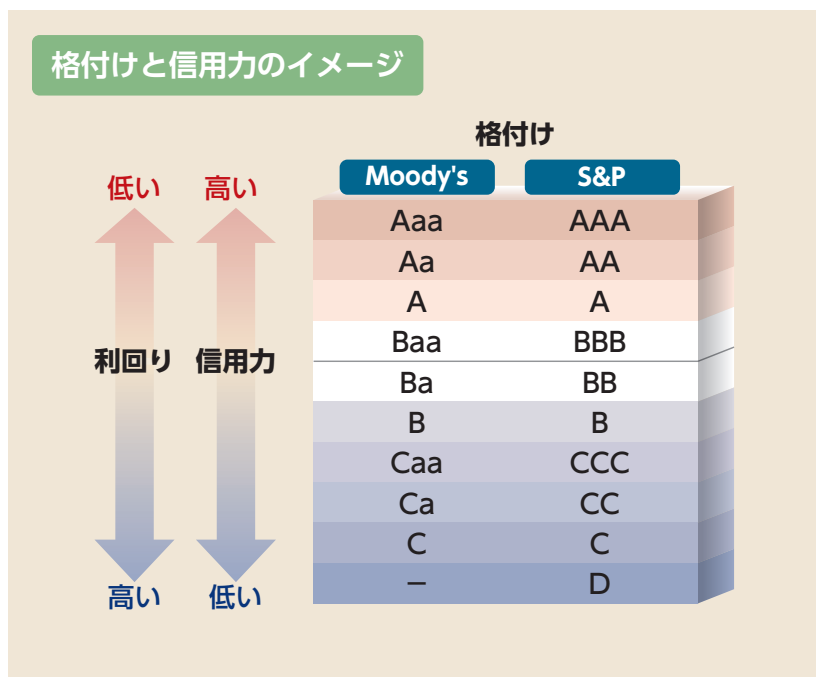 格付けと信用力のイメージ
格付け
低い 高い Moody's S&P
Aaa AAA
Aa AA
A A
Baa BBB
利回り 信用力
Ba BB
B B
Caa CCC
Ca CC
C C
高い 低い – D